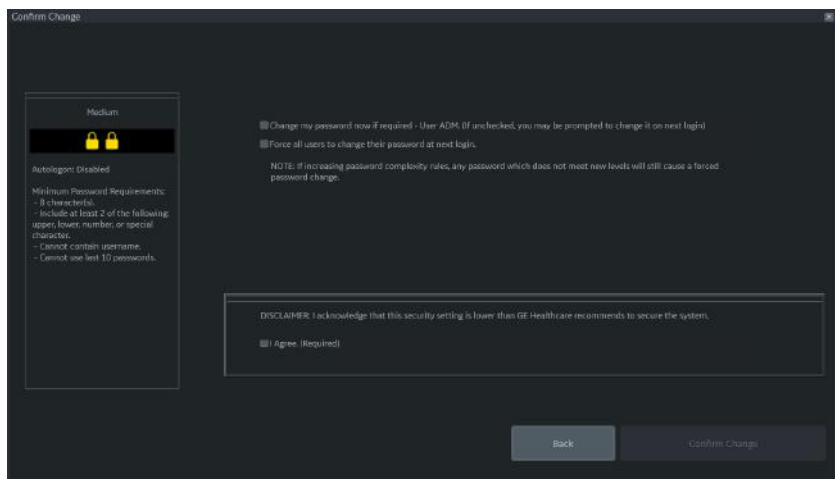 Confirm Change
Medium
Autologon: Disabled
Minimum Password Requirements:
- 8 character(s).
- Include at least 2 of the following:
upper, lower, number, or special
character.
- Cannot contain username.
- Cannot use last 10 passwords.
Change my password now if required - User ADM. (If unchecked, you may be prompted to change it on next login)
Force all users to change their password at next login.
NOTE: If increasing password complexity rules, any password which does not meet new levels will still cause a forced
password change.
DISCLAIMER: I acknowledge that this security setting is lower than GE Healthcare recommends to secure the system.
I Agree. (Required)
Back
Confirm Change